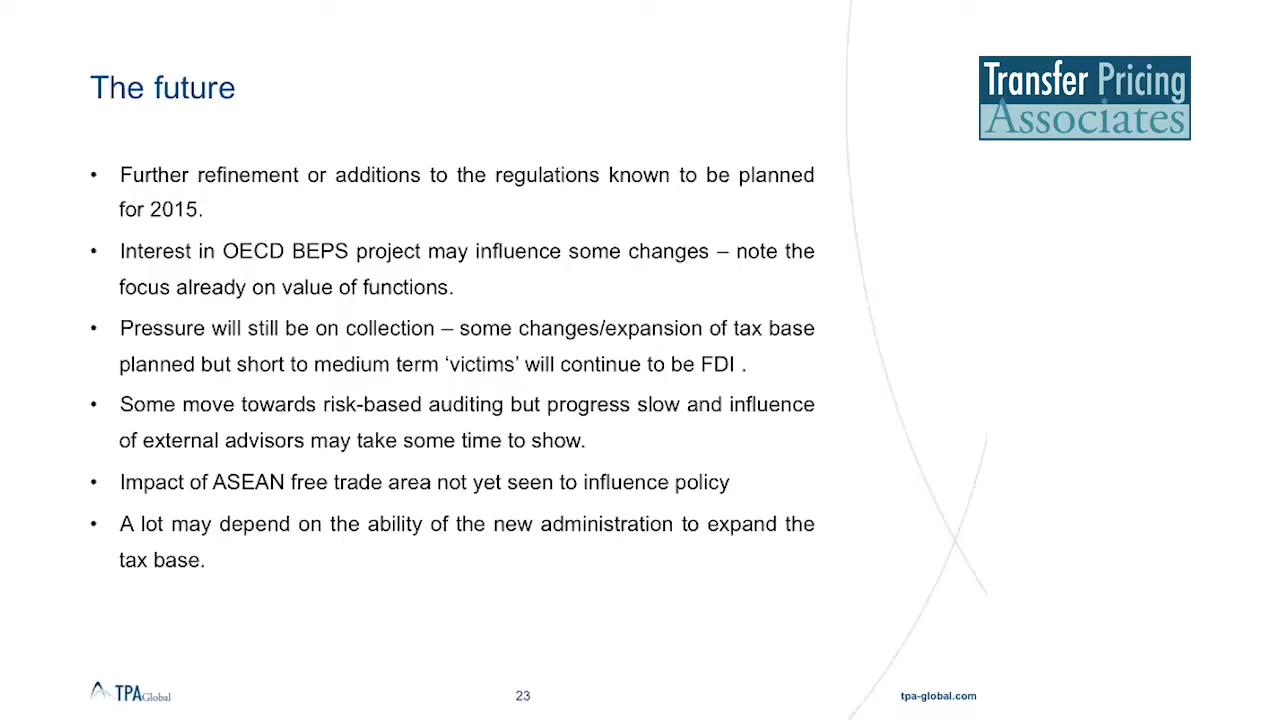 The future
Transfer Pricing
Associates
• Further refinement or additions to the regulations known to be planned
for 2015.
• Interest in OECD BEPS project may influence some changes – note the
focus already on value of functions.
• Pressure will still be on collection – some changes/expansion of tax base
planned but short to medium term ‘victims’ will continue to be FDI .
• Some move towards risk-based auditing but progress slow and influence
of external advisors may take some time to show.
• Impact of ASEAN free trade area not yet seen to influence policy
• A lot may depend on the ability of the new administration to expand the
tax base.
TPA Global
23
tpa-global.com